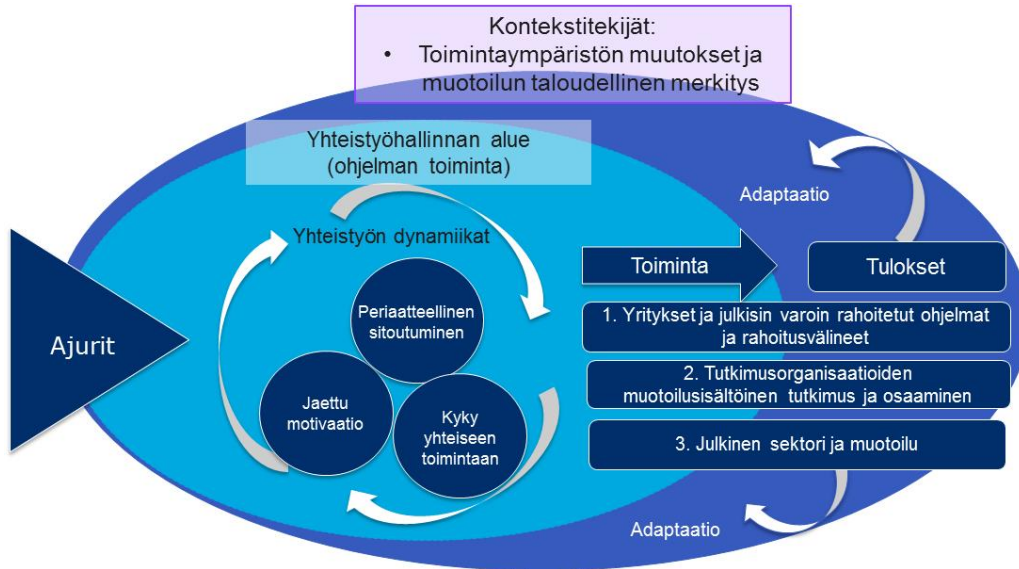 Kontekstitekijät:
• Toimintaympäristön muutokset ja
muotoilun taloudellinen merkitys
Yhteistyöhallinnan alue
(ohjelman toiminta)
Adaptaatio
Yhteistyön dynamiikat
Ajurit
Periaatteellinen
sitoutuminen
Jaettu
motivaatio
Kyky
yhteiseen
toimintaan
Toiminta
Tulokset
1. Yritykset ja julkisin varoin rahoitetut ohjelmat
ja rahoitusvälineet
2. Tutkimusorganisaatioiden
muotoilusisältöinen tutkimus ja osaaminen
3. Julkinen sektori ja muotoilu
Adaptaatio